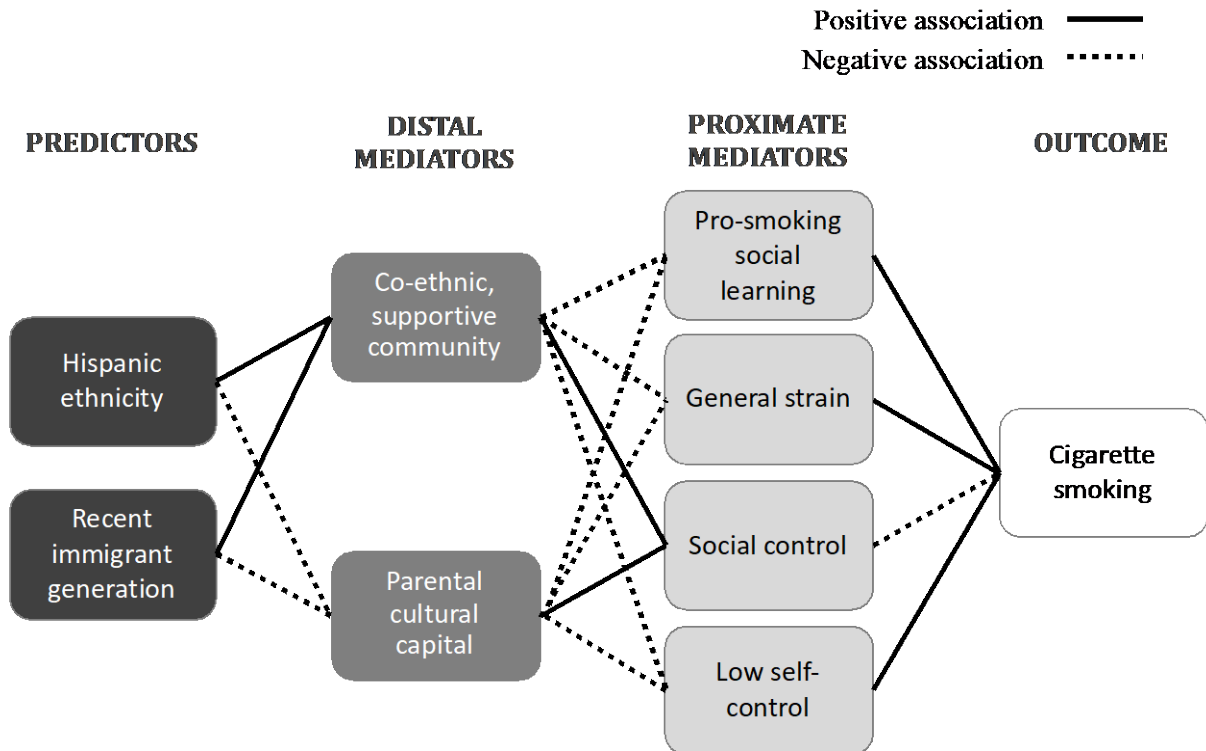 Positive association
Negative association
PREDICTORS
DISTAL
MEDIATORS
PROXIMATE
MEDIATORS
OUTCOME
Hispanic
ethnicity
Recent
immigrant
generation
Co-ethnic,
supportive
community
Parental
cultural
capital
Pro-smoking
social
learning
General strain
Social control
Low self-
control
Cigarette
smoking